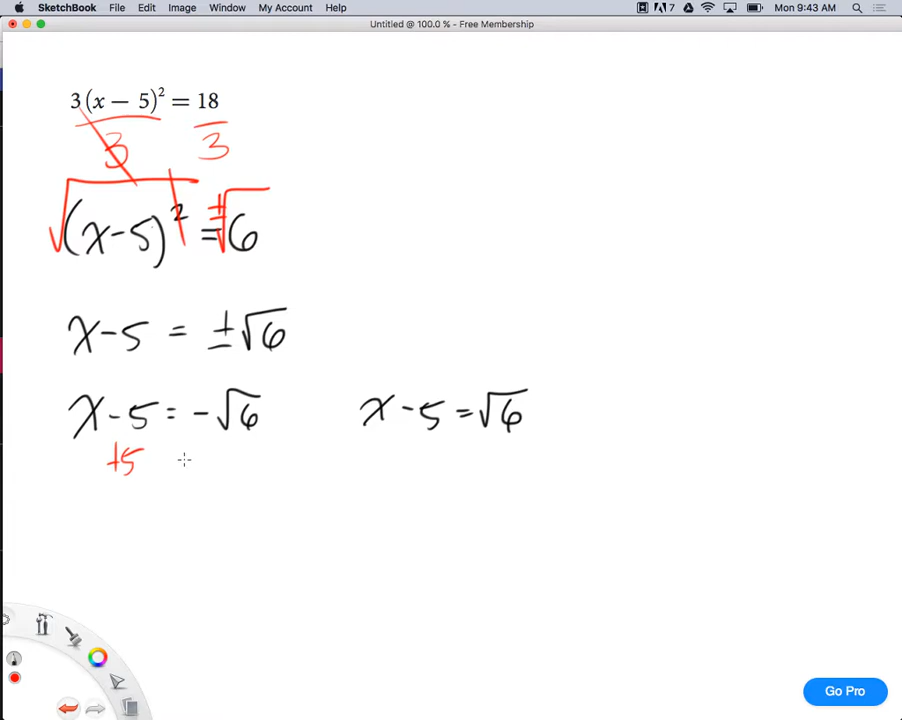 SketchBook File Edit Image Window My Account Help 7 Mon 9:43 AM
Untitled @ 100.0 % - Free Membership
3(x − 5)² = 18
3 3
√(x-5)² = ±√6
x-5 = ±√6
x-5 = -√6 x-5 = √6
+5
Go Pro